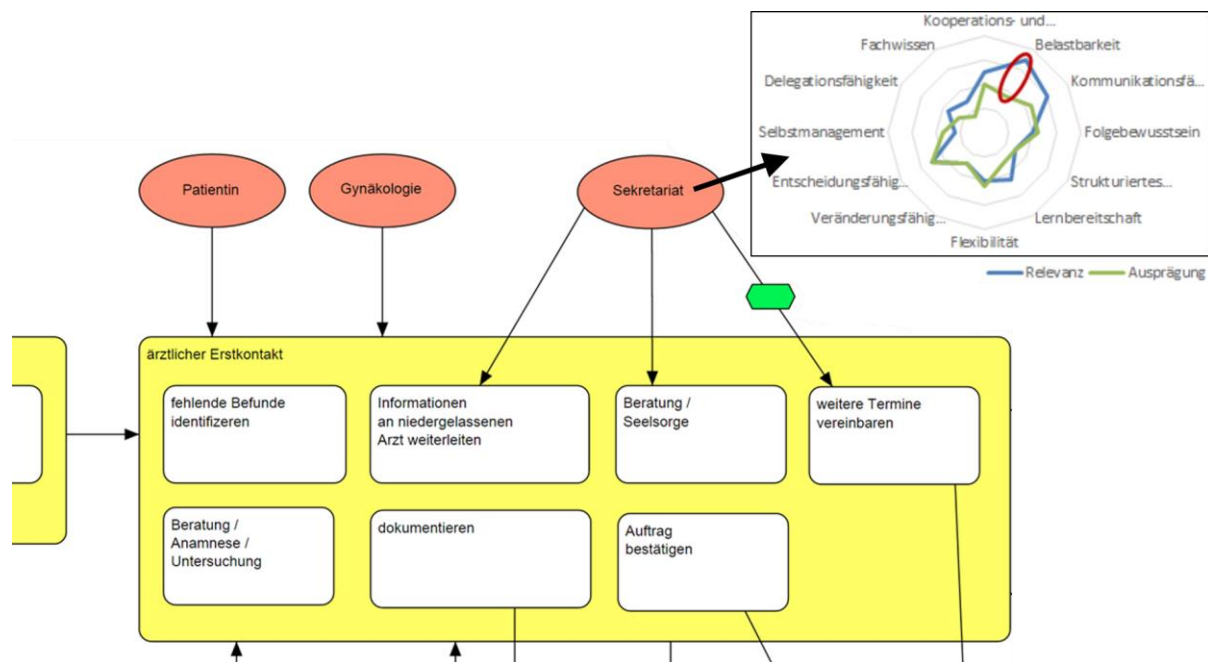 Kooperations- und...
Fachwissen
Belastbarkeit
Delegationsfähigkeit
Kommunikationsfä...
Selbstmanagement
Folgebewusstsein
Entscheidungsfähig...
Strukturiertes...
Veränderungsfähig...
Lernbereitschaft
Flexibilität
Relevanz
Ausprägung
Patientin
Gynäkologie
Sekretariat
ärztlicher Erstkontakt
fehlende Befunde
identifizeren
Informationen
an niedergelassenen
Arzt weiterleiten
Beratung /
Seelsorge
weitere Termine
vereinbaren
Beratung /
Anamnese /
Untersuchung
dokumentieren
Auftrag
bestätigen